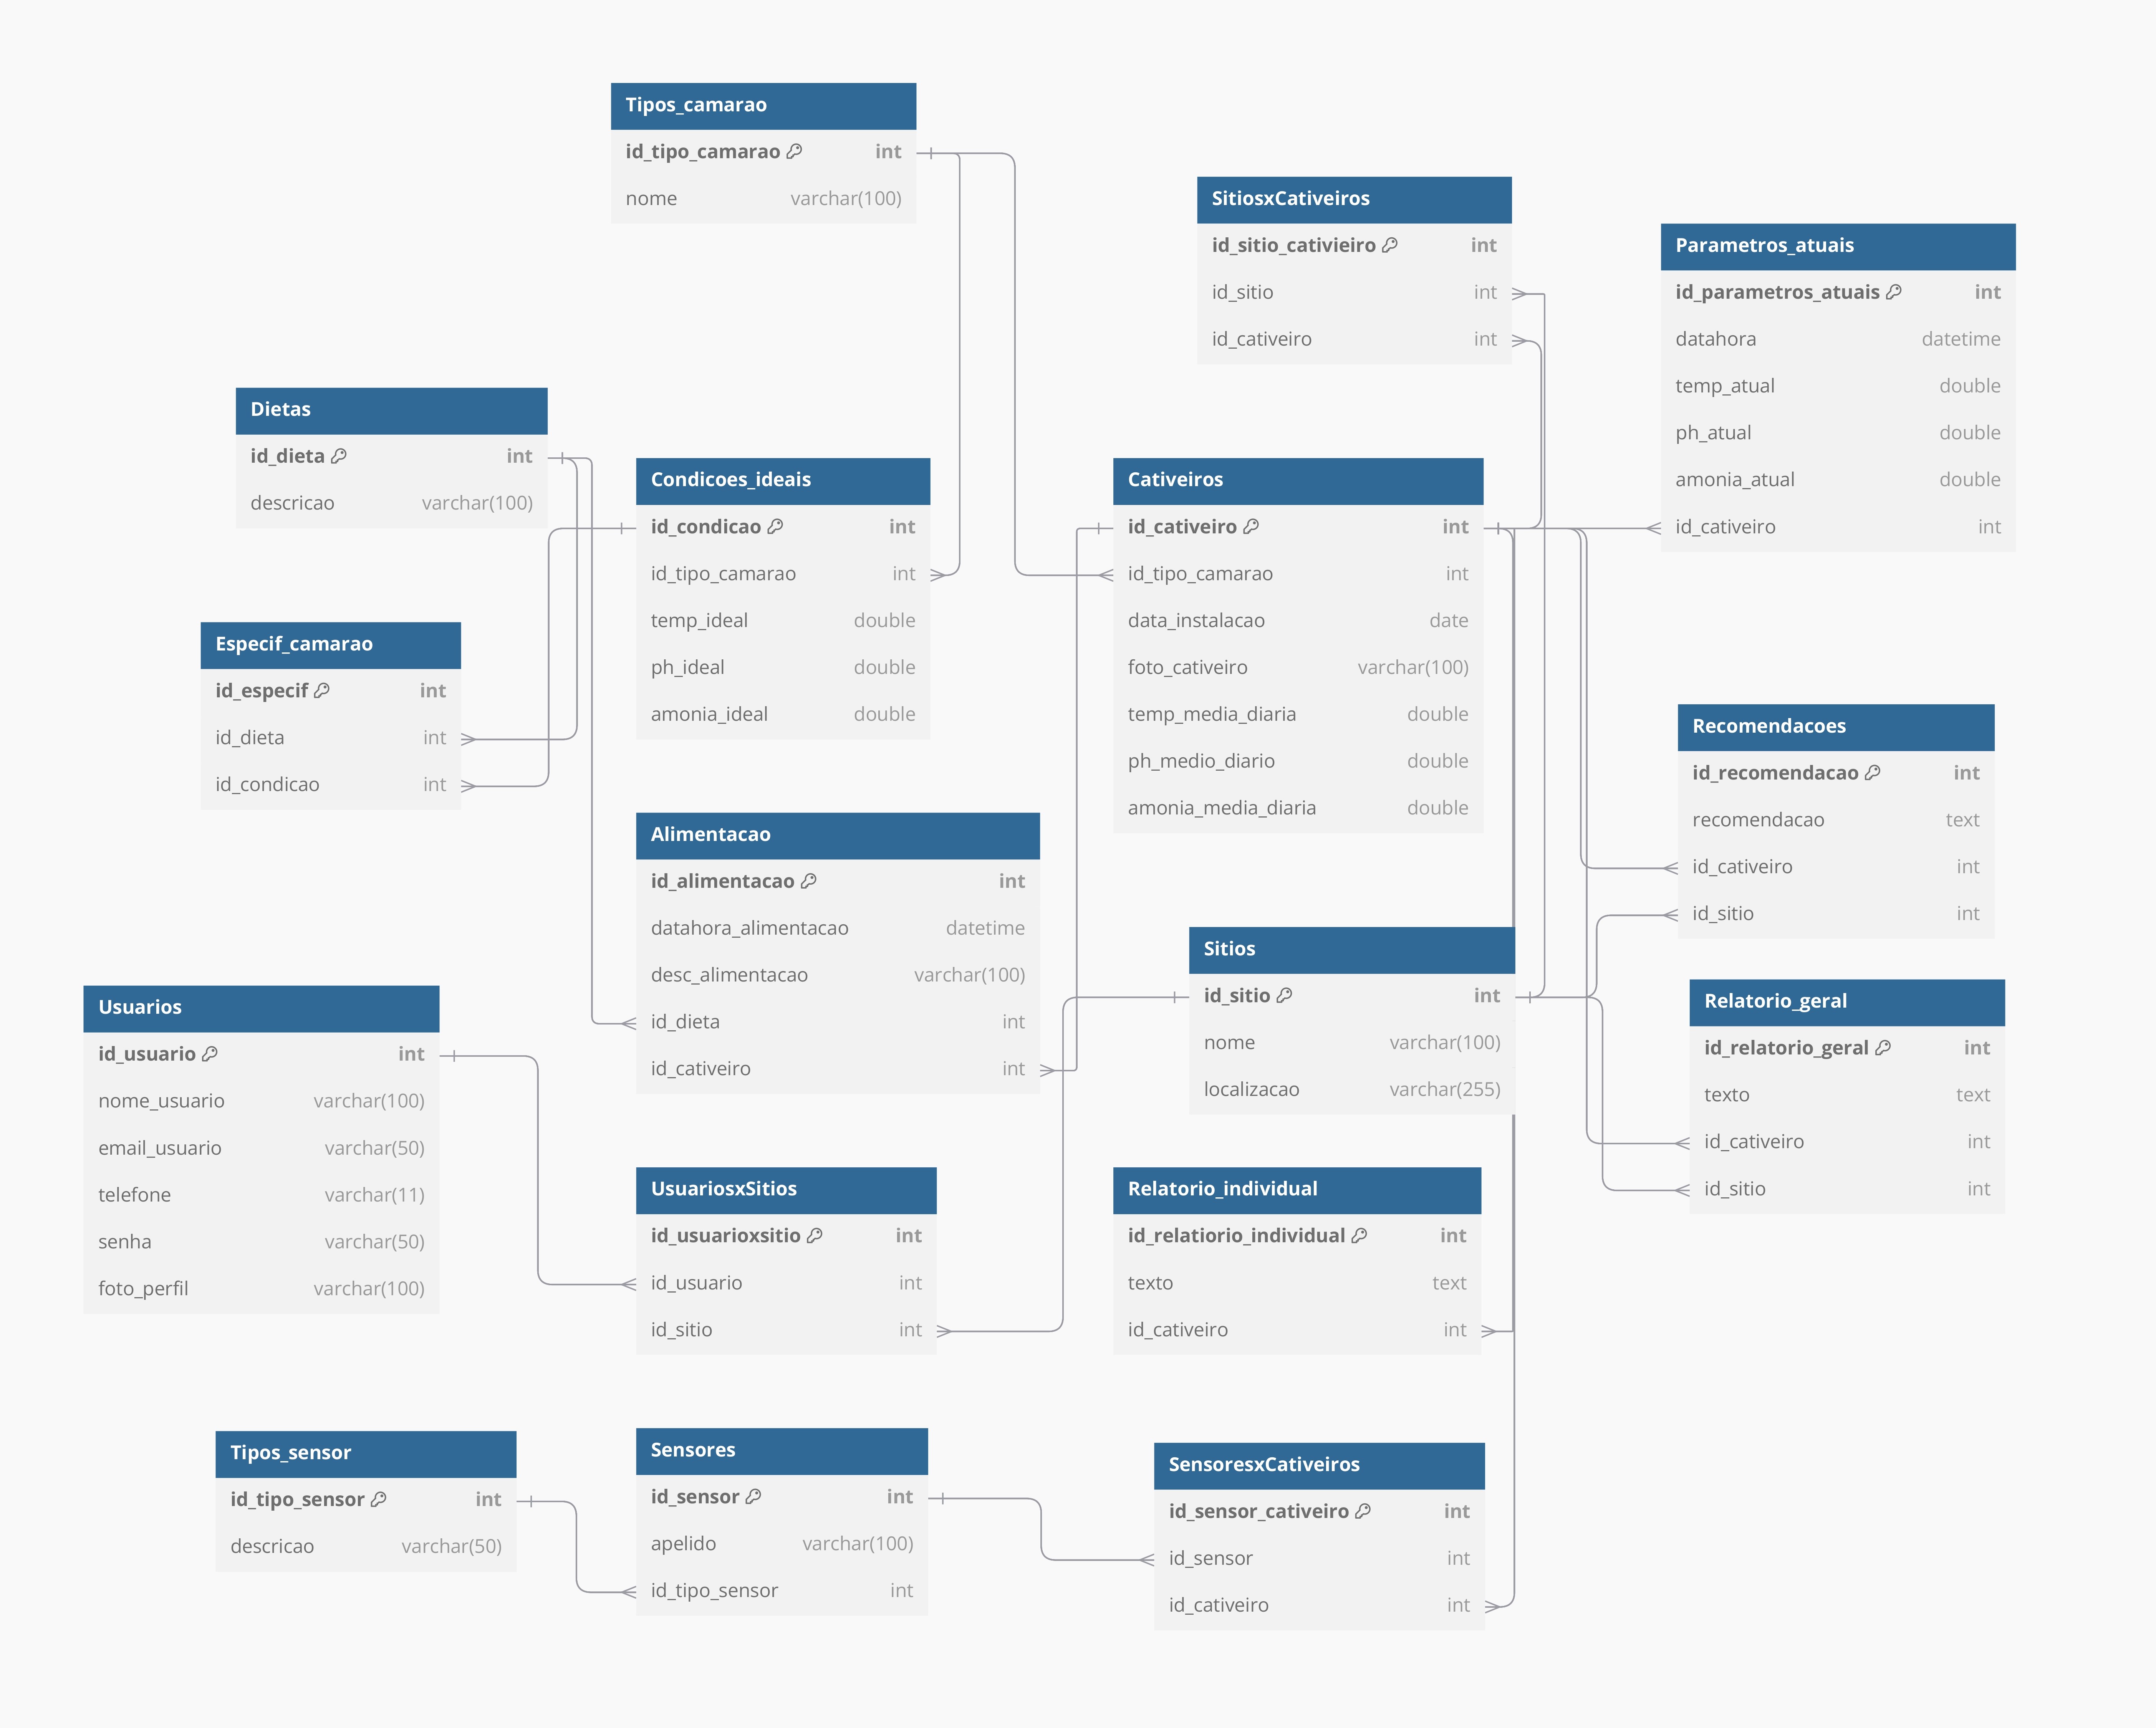 Tipos_camarao
id_tipo_camarao int
nome varchar(100)
SitiosxCativeiros
id_sitio_cativieiro int
id_sitio int
id_cativeiro int
Parametros_atuais
id_parametros_atuais int
datahora datetime
temp_atual double
ph_atual double
amonia_atual double
id_cativeiro int
Dietas
id_dieta int
descricao varchar(100)
Condicoes_ideais
id_condicao int
id_tipo_camarao int
temp_ideal double
ph_ideal double
amonia_ideal double
Cativeiros
id_cativeiro int
id_tipo_camarao int
data_instalacao date
foto_cativeiro varchar(100)
temp_media_diaria double
ph_medio_diario double
amonia_media_diaria double
Especif_camarao
id_especif int
id_dieta int
id_condicao int
Recomendacoes
id_recomendacao int
recomendacao text
id_cativeiro int
id_sitio int
Alimentacao
id_alimentacao int
datahora_alimentacao datetime
desc_alimentacao varchar(100)
id_dieta int
id_cativeiro int
Sitios
id_sitio int
nome varchar(100)
localizacao varchar(255)
Relatorio_geral
id_relatorio_geral int
texto text
id_cativeiro int
id_sitio int
Usuarios
id_usuario int
nome_usuario varchar(100)
email_usuario varchar(50)
telefone varchar(11)
senha varchar(50)
foto_perfil varchar(100)
UsuariosxSitios
id_usuarioxsitio int
id_usuario int
id_sitio int
Relatorio_individual
id_relatiorio_individual int
texto text
id_cativeiro int
Tipos_sensor
id_tipo_sensor int
descricao varchar(50)
Sensores
id_sensor int
apelido varchar(100)
id_tipo_sensor int
SensoresxCativeiros
id_sensor_cativeiro int
id_sensor int
id_cativeiro int